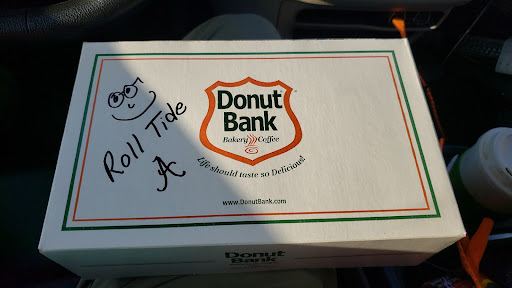 Roll Tide
A
Donut
Bank
Bakery Coffee
Life should taste so Delicious!
www.DonutBank.com
Donut
Bank